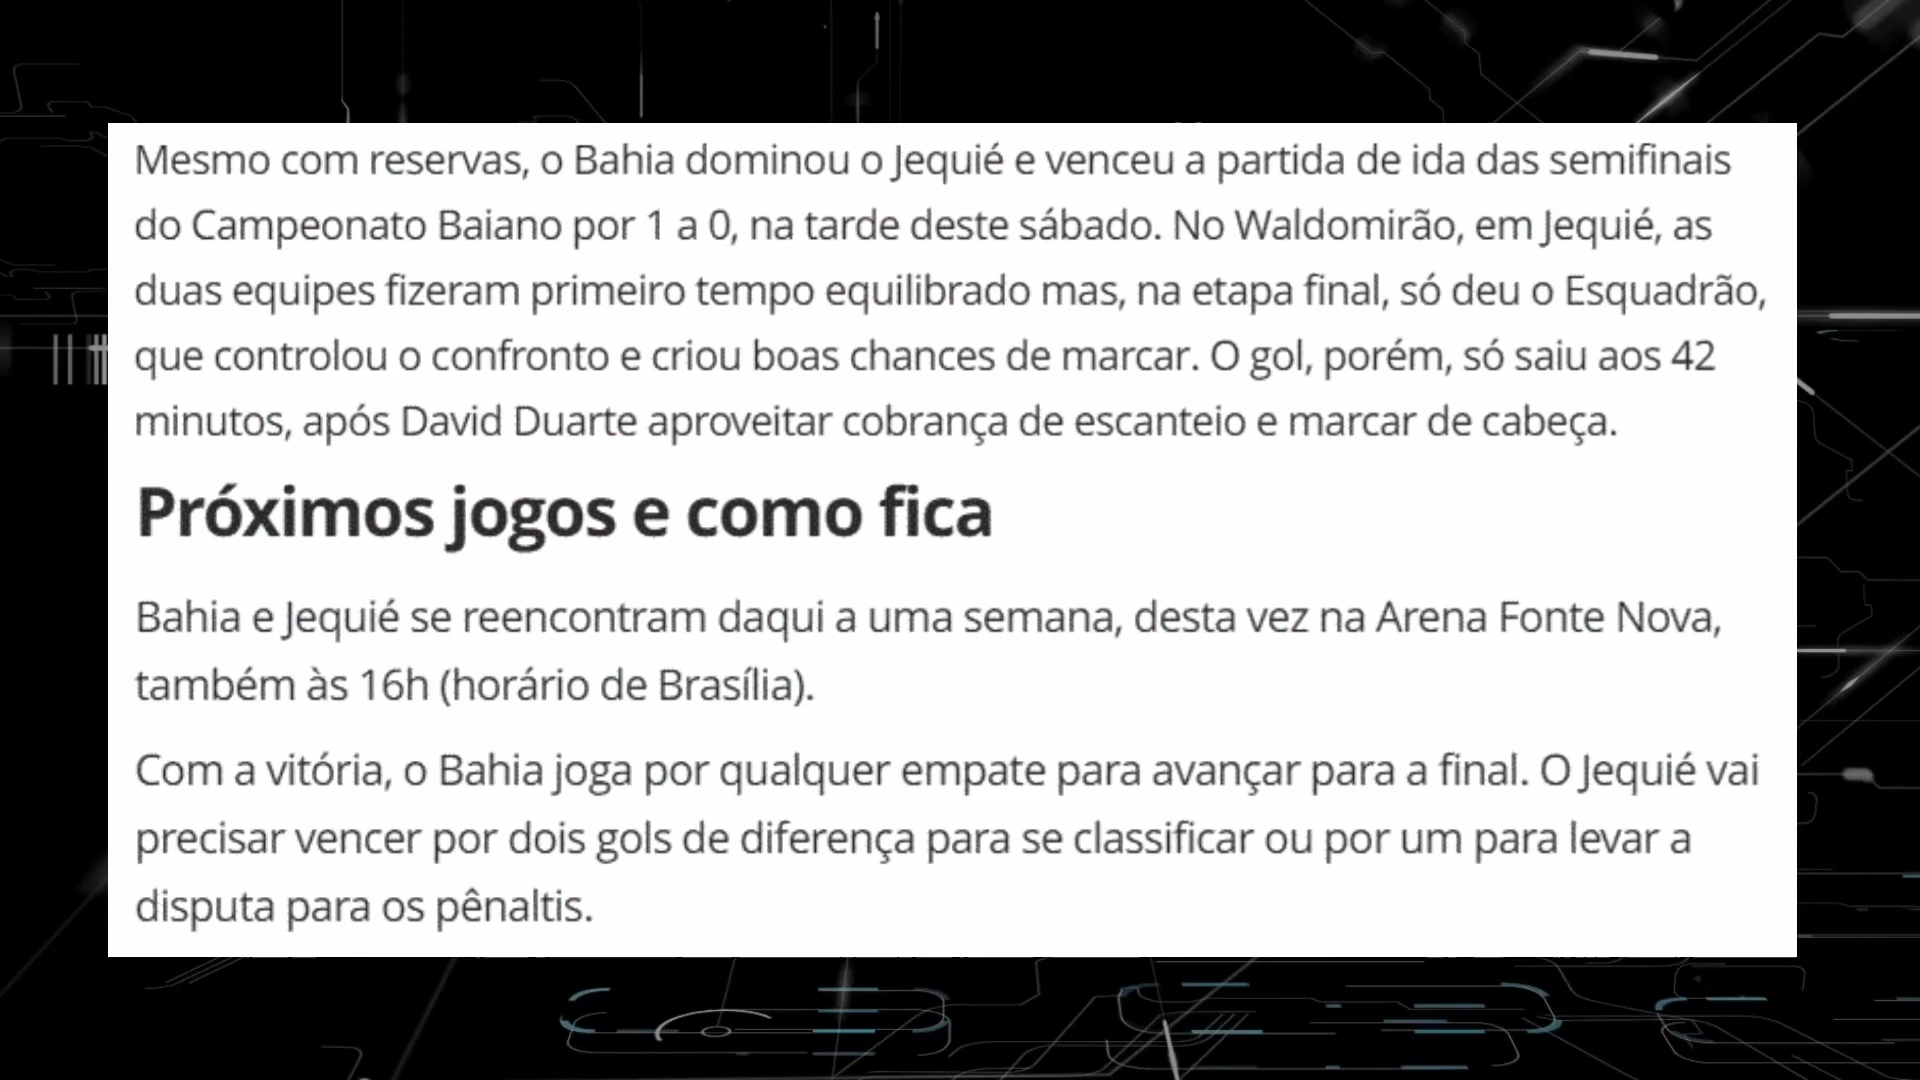 Mesmo com reservas, o Bahia dominou o Jequié e venceu a partida de ida das semifinais
do Campeonato Baiano por 1 a 0, na tarde deste sábado. No Waldomirão, em Jequié, as
duas equipes fizeram primeiro tempo equilibrado mas, na etapa final, só deu o Esquadrão,
que controlou o confronto e criou boas chances de marcar. O gol, porém, só saiu aos 42
minutos, após David Duarte aproveitar cobrança de escanteio e marcar de cabeça.
Próximos jogos e como fica
Bahia e Jequié se reencontram daqui a uma semana, desta vez na Arena Fonte Nova,
também às 16h (horário de Brasília).
Com a vitória, o Bahia joga por qualquer empate para avançar para a final. O Jequié vai
precisar vencer por dois gols de diferença para se classificar ou por um para levar a
disputa para os pênaltis.